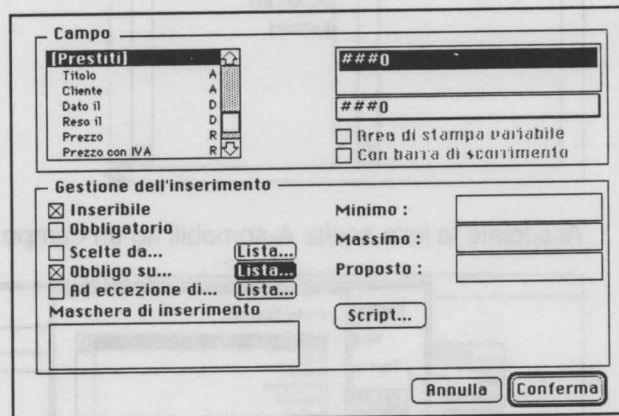 Campo
[Prestiti]
Titolo A
Cliente A
Dato il D
Reso il D
Prezzo R
Prezzo con IVA R
###0
###0
Area di stampa variabile
Con barra di scorrimento
Gestione dell'inserimento
Inseribile
Obbligatorio
Scelte da... Lista...
Obbligo su... Lista...
Ad eccezione di... Lista...
Maschera di inserimento
Minimo :
Massimo :
Proposto :
Script...
Annulla Conferma